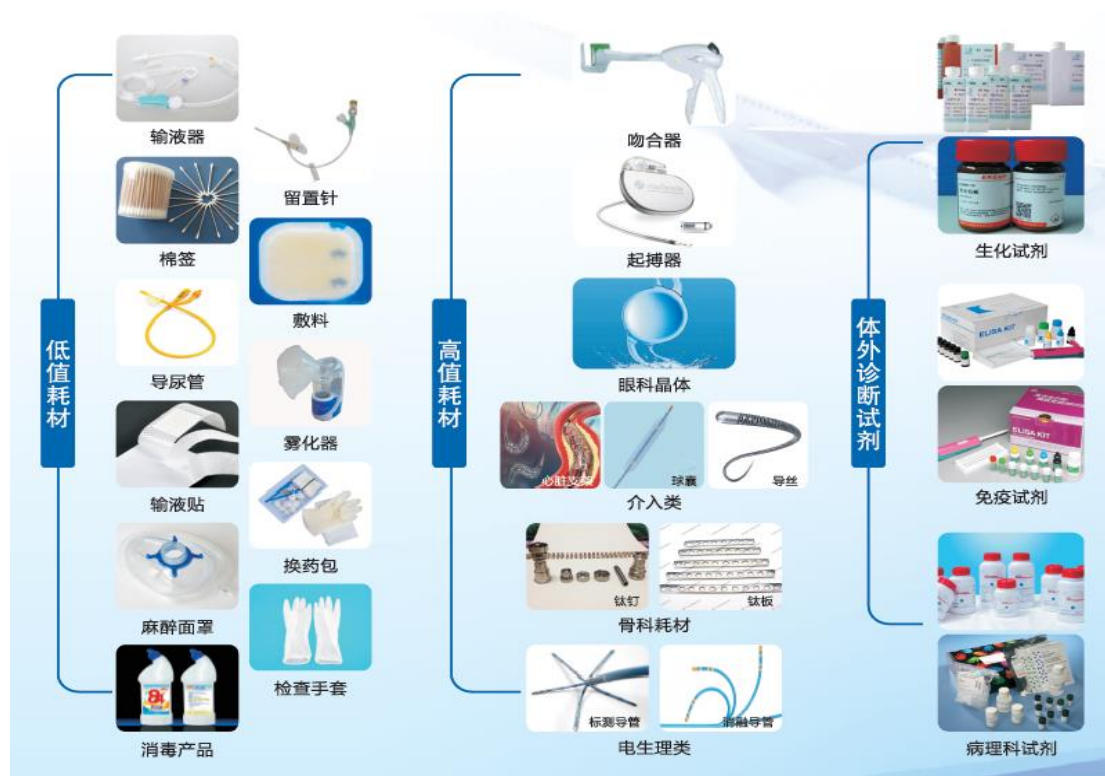 低值耗材
输液器
留置针
棉签
敷料
导尿管
雾化器
输液贴
换药包
麻醉面罩
检查手套
84
消毒产品
高值耗材
吻合器
起搏器
眼科晶体
心脏支架
球囊
导丝
介入类
钛钉
钛板
骨科耗材
标测导管
消融导管
电生理类
体外诊断试剂
生化试剂
ELISA KIT
ELISA KIT
免疫试剂
病理科试剂